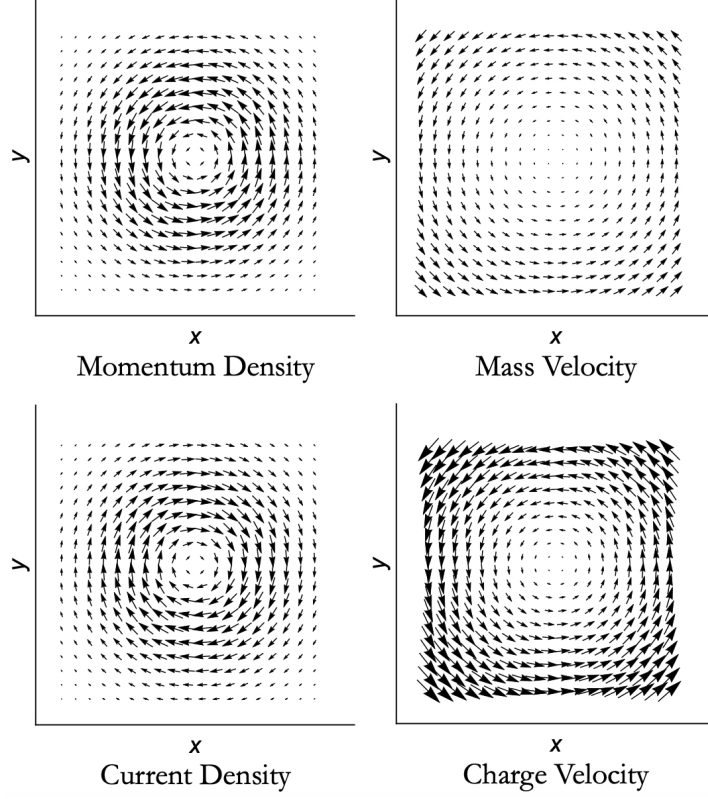 y
y
x
x
Momentum Density
Mass Velocity
y
y
x
x
Current Density
Charge Velocity